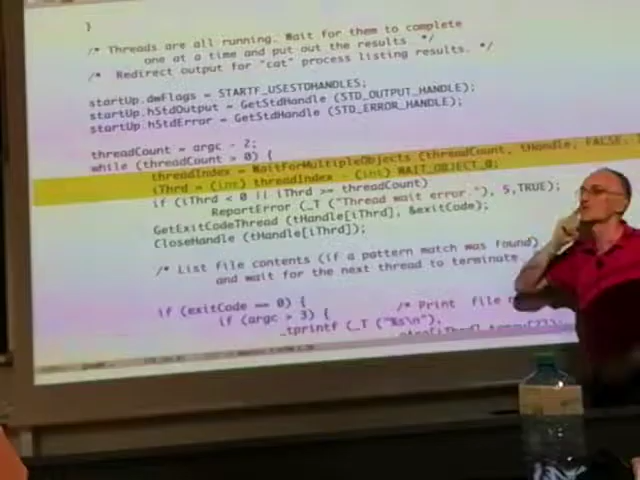 }
/* Threads are all running. Wait for them to complete
one at a time and put out the results. */
/* Redirect output for "cat" process listing results. */
startUp.dwFlags = STARTF_USESTDHANDLES;
startUp.hStdOutput = GetStdHandle (STD_OUTPUT_HANDLE);
startUp.hStdError = GetStdHandle (STD_ERROR_HANDLE);
threadCount = argc - 2;
while (threadCount > 0) {
threadIndex = WaitForMultipleObjects (threadCount, tHandle, FALSE,
iThrd = (int) threadIndex - (int) WAIT_OBJECT_0;
if (iThrd < 0 || iThrd >= threadCount)
ReportError (_T ("Thread wait error."), 5,TRUE);
GetExitCodeThread (tHandle[iThrd], &exitCode);
CloseHandle (tHandle[iThrd]);
/* List file contents (if a pattern match was found)
and wait for the next thread to terminate
if (exitCode == 0) {
if (argc > 3) { /* Print file
_tprintf (_T ("%s\n"),